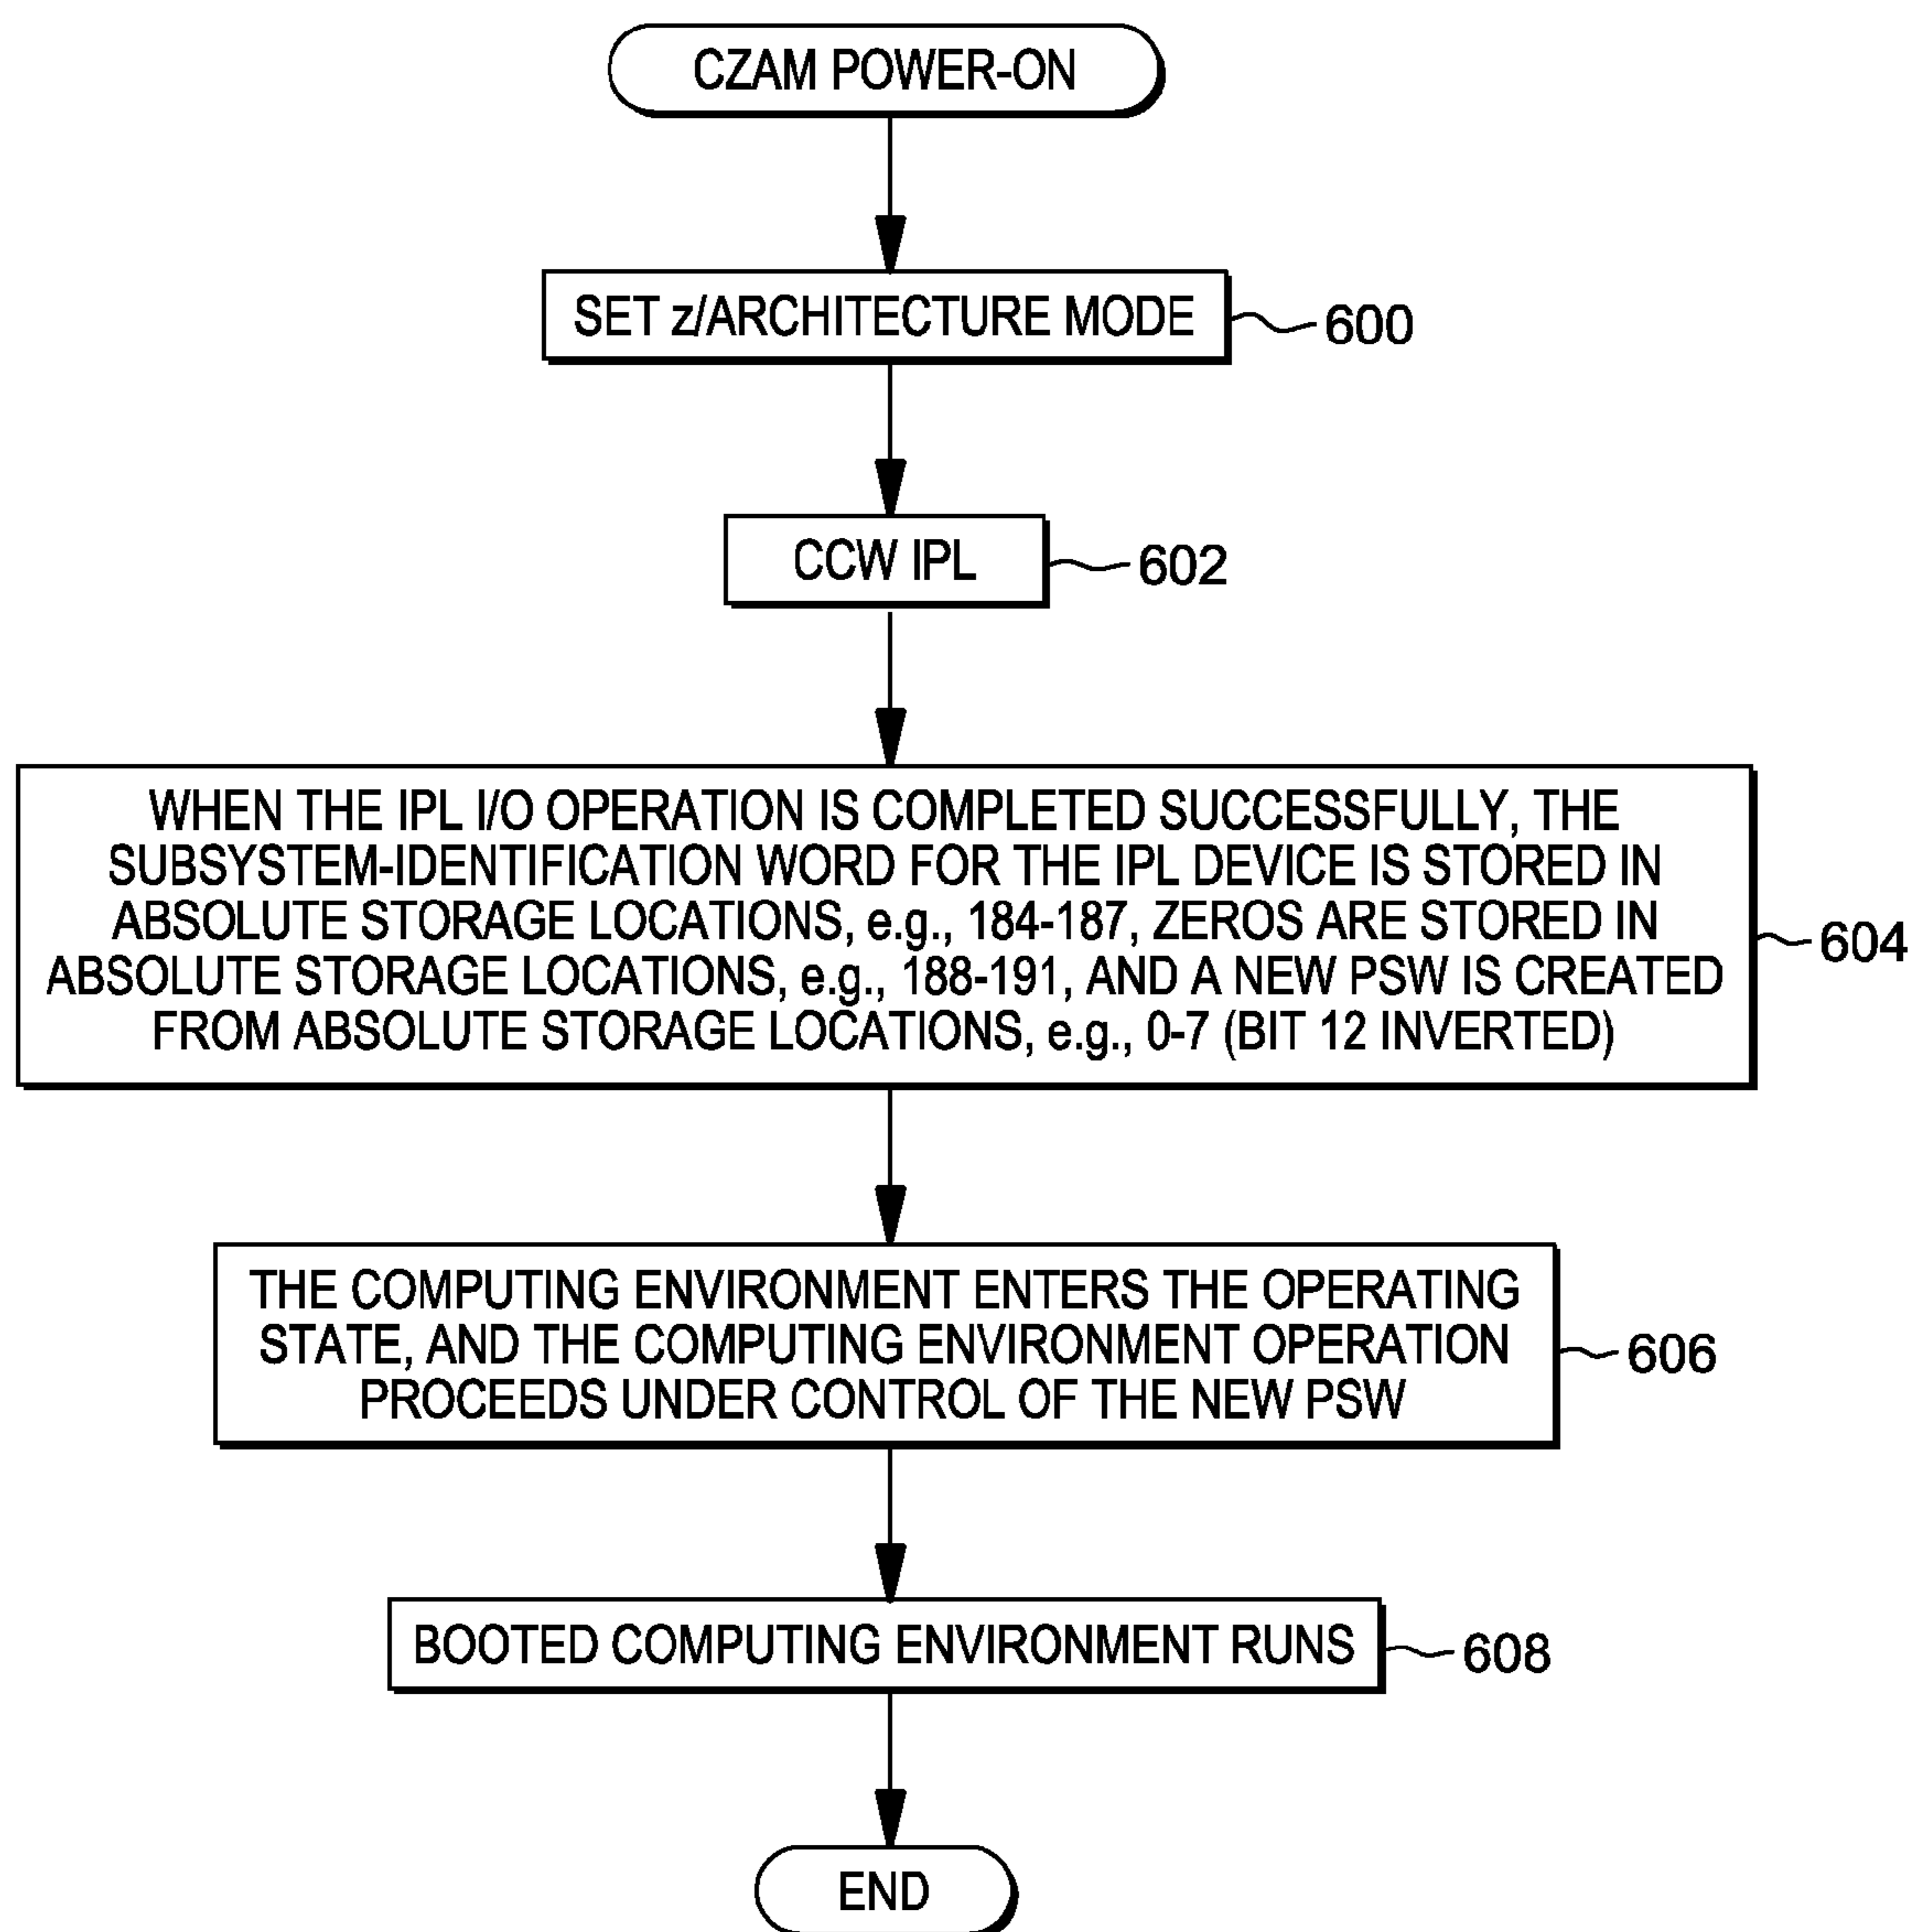 CZAM POWER-ON
SET z/ARCHITECTURE MODE
600
CCW IPL
602
WHEN THE IPL I/O OPERATION IS COMPLETED SUCCESSFULLY, THE
SUBSYSTEM-IDENTIFICATION WORD FOR THE IPL DEVICE IS STORED IN
ABSOLUTE STORAGE LOCATIONS, e.g., 184-187, ZEROS ARE STORED IN
ABSOLUTE STORAGE LOCATIONS, e.g., 188-191, AND A NEW PSW IS CREATED
FROM ABSOLUTE STORAGE LOCATIONS, e.g., 0-7 (BIT 12 INVERTED)
604
THE COMPUTING ENVIRONMENT ENTERS THE OPERATING
STATE, AND THE COMPUTING ENVIRONMENT OPERATION
PROCEEDS UNDER CONTROL OF THE NEW PSW
606
BOOTED COMPUTING ENVIRONMENT RUNS
608
END